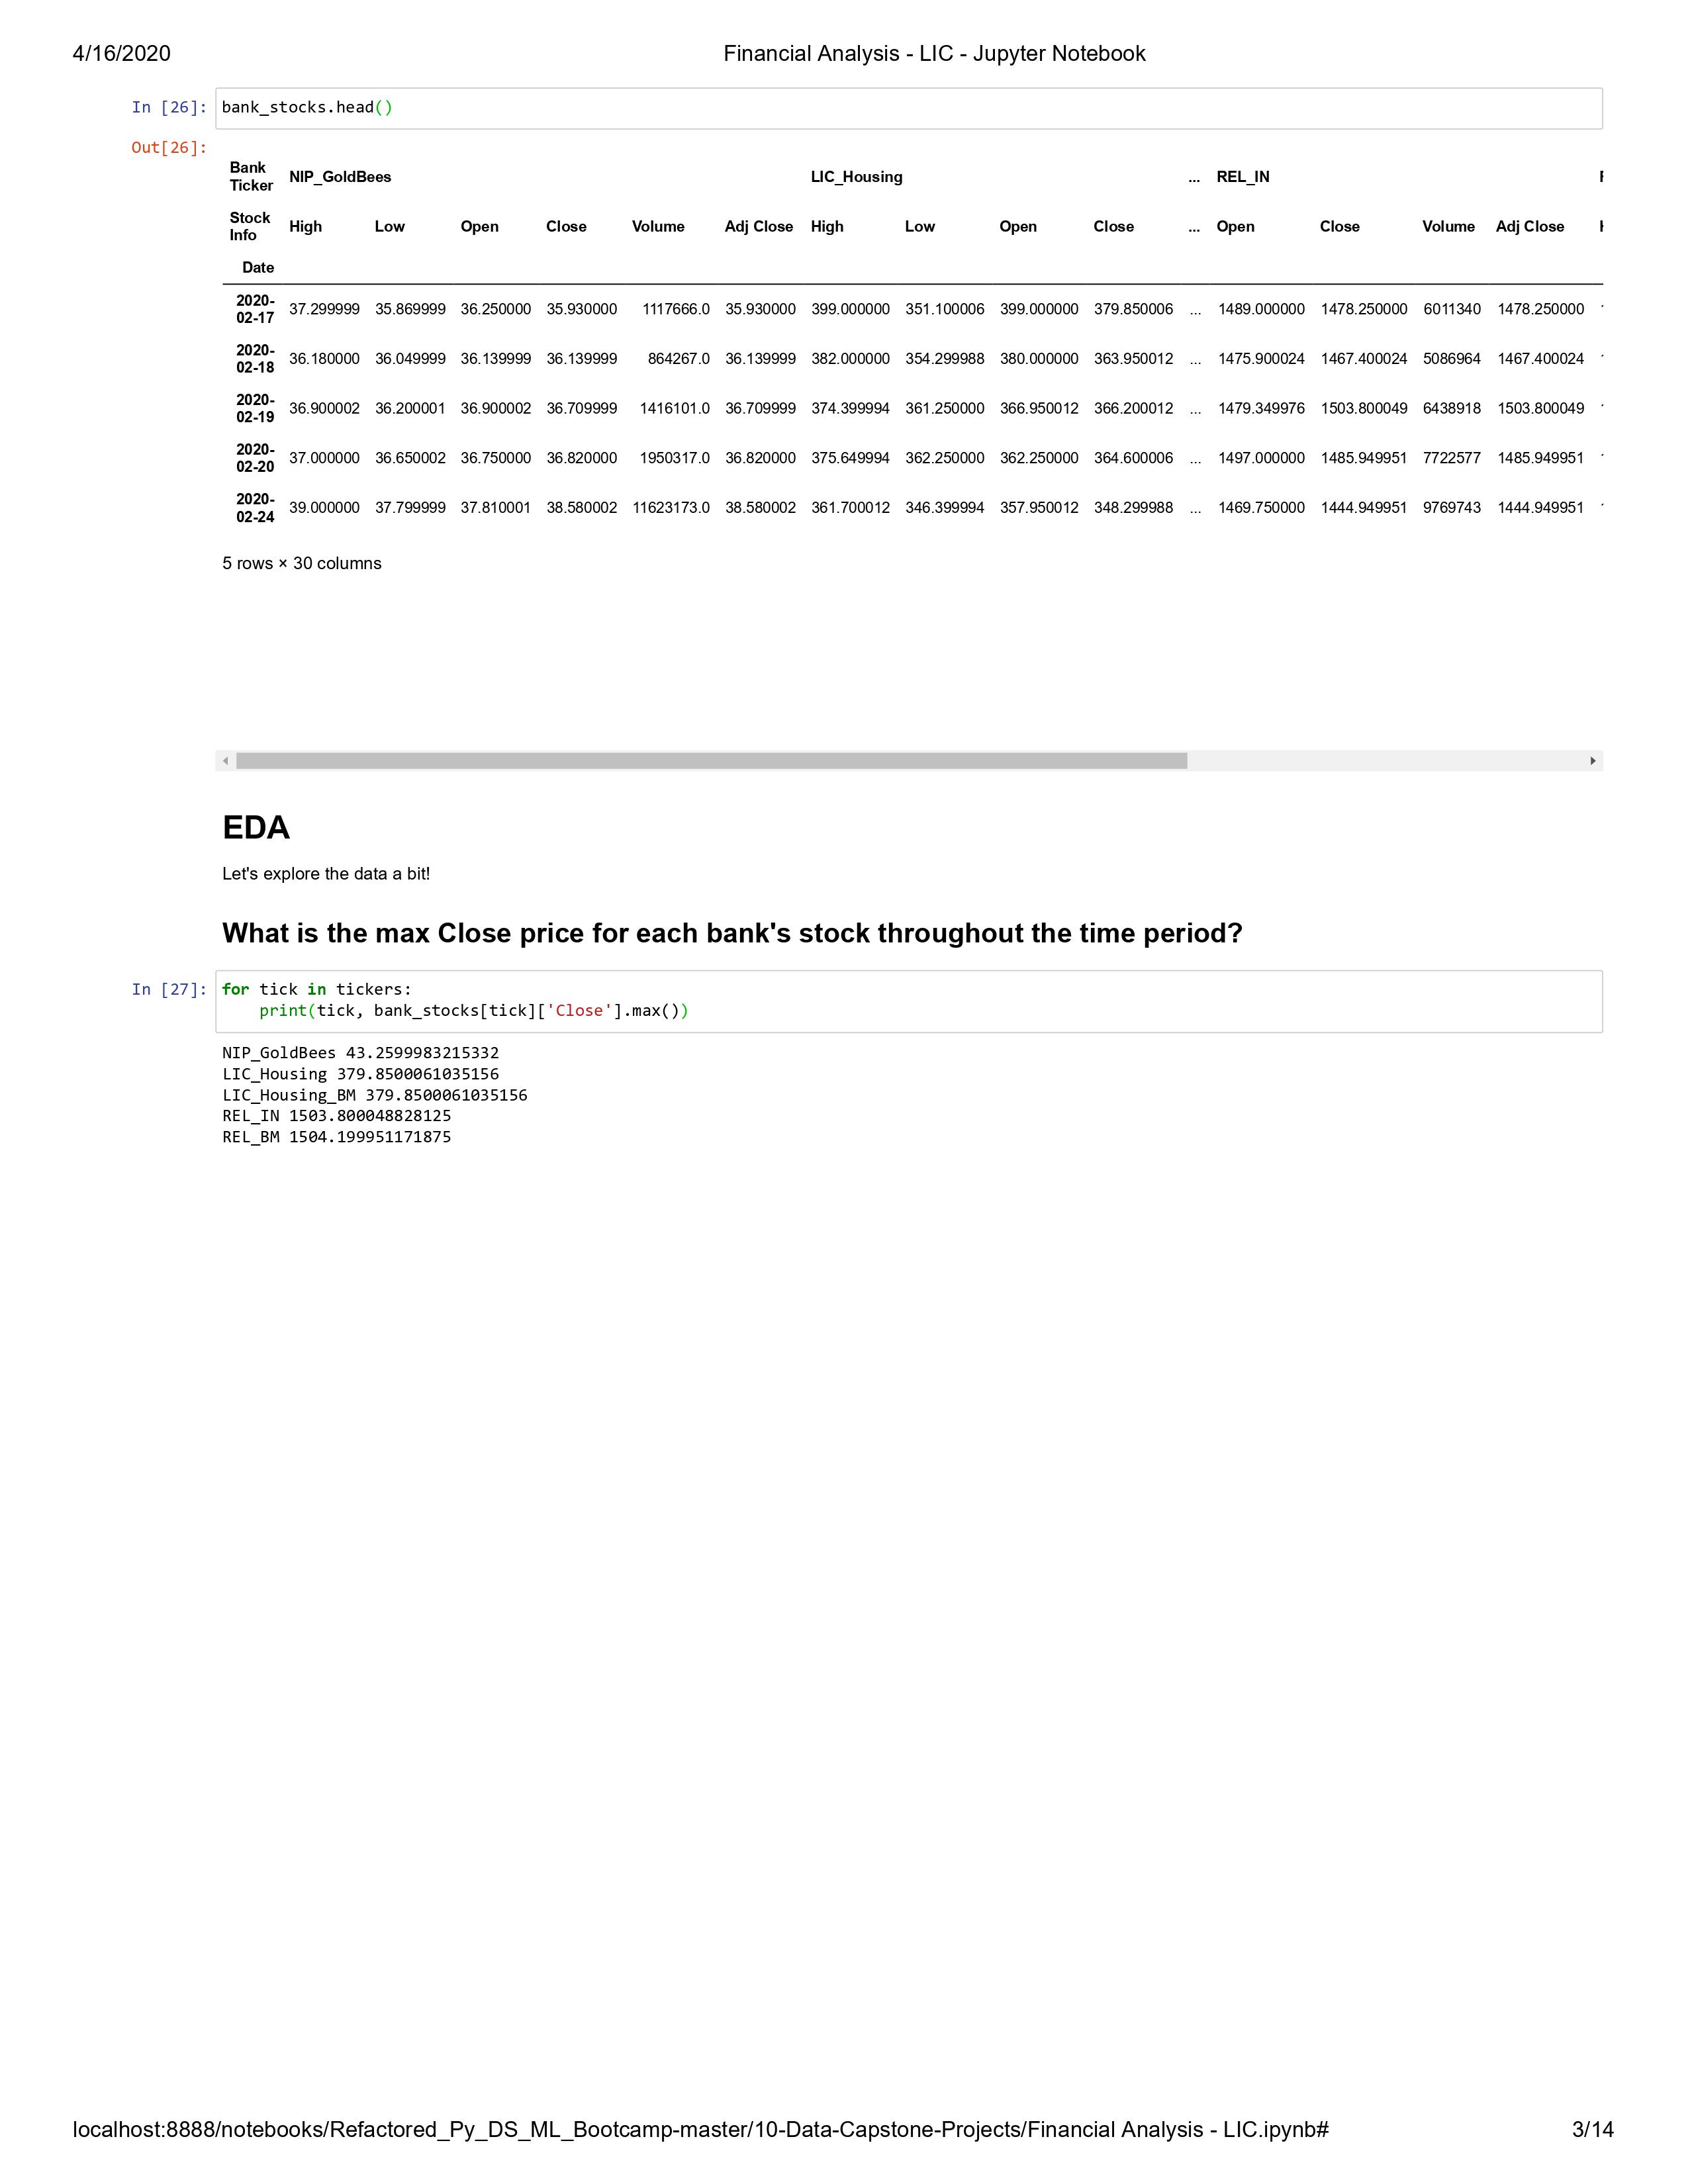 4/16/2020 Financial Analysis - LIC - Jupyter Notebook
In [26]: bank_stocks.head()
Out[26]:
Bank Ticker NIP_GoldBees LIC_Housing ... REL_IN
Stock Info High Low Open Close Volume Adj Close High Low Open Close ... Open Close Volume Adj Close
Date
2020-02-17 37.299999 35.869999 36.250000 35.930000 1117666.0 35.930000 399.000000 351.100006 399.000000 379.850006 ... 1489.000000 1478.250000 6011340 1478.250000
2020-02-18 36.180000 36.049999 36.139999 36.139999 864267.0 36.139999 382.000000 354.299988 380.000000 363.950012 ... 1475.900024 1467.400024 5086964 1467.400024
2020-02-19 36.900002 36.200001 36.900002 36.709999 1416101.0 36.709999 374.399994 361.250000 366.950012 366.200012 ... 1479.349976 1503.800049 6438918 1503.800049
2020-02-20 37.000000 36.650002 36.750000 36.820000 1950317.0 36.820000 375.649994 362.250000 362.250000 364.600006 ... 1497.000000 1485.949951 7722577 1485.949951
2020-02-24 39.000000 37.799999 37.810001 38.580002 11623173.0 38.580002 361.700012 346.399994 357.950012 348.299988 ... 1469.750000 1444.949951 9769743 1444.949951
5 rows × 30 columns
EDA
Let's explore the data a bit!
What is the max Close price for each bank's stock throughout the time period?
In [27]: for tick in tickers:
    print(tick, bank_stocks[tick]['Close'].max())
NIP_GoldBees 43.2599983215332
LIC_Housing 379.8500061035156
LIC_Housing_BM 379.8500061035156
REL_IN 1503.800048828125
REL_BM 1504.199951171875
localhost:8888/notebooks/Refactored_Py_DS_ML_Bootcamp-master/10-Data-Capstone-Projects/Financial Analysis - LIC.ipynb# 3/14